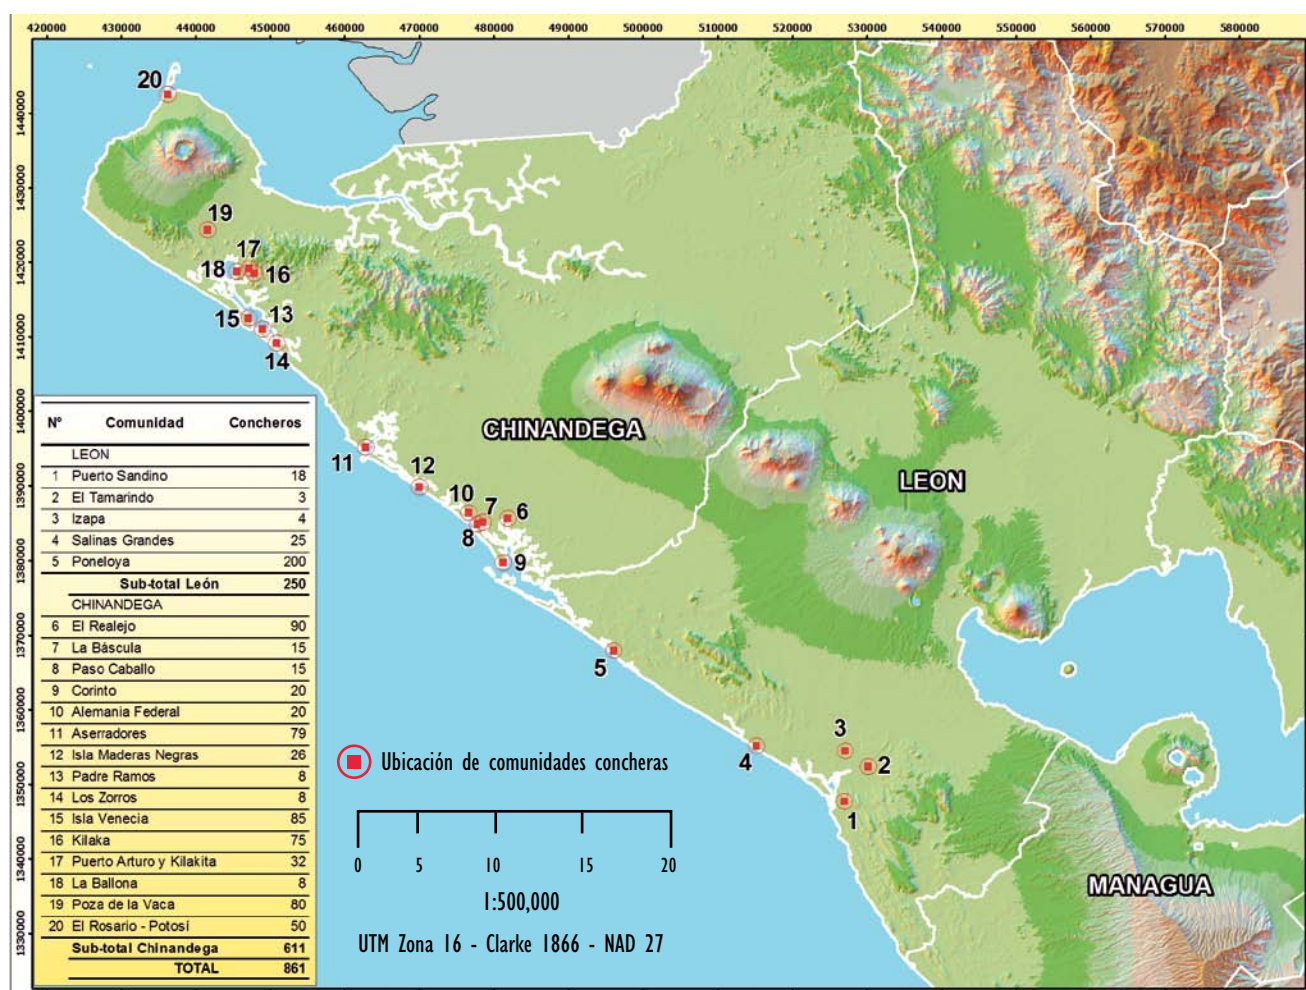 420000 430000 440000 450000 460000 470000 480000 490000 500000 510000 520000 530000 540000 550000 560000 570000 580000
1440000
1430000
1420000
1410000
1400000
1390000
1380000
1370000
1360000
1350000
1340000
1330000
20
19
17
18
16
13
15
14
11
12
10
7
6
8
9
5
4
3
2
1
CHINANDEGA
LEON
MANAGUA
Nº Comunidad Concheros
LEON
1 Puerto Sandino 18
2 El Tamarindo 3
3 Izapa 4
4 Salinas Grandes 25
5 Poneloya 200
Sub-total León 250
CHINANDEGA
6 El Realejo 90
7 La Báscula 15
8 Paso Caballo 15
9 Corinto 20
10 Alemania Federal 20
11 Aserradores 79
12 Isla Maderas Negras 26
13 Padre Ramos 8
14 Los Zorros 8
15 Isla Venecia 85
16 Kilaka 75
17 Puerto Arturo y Kilakita 32
18 La Ballona 8
19 Poza de la Vaca 80
20 El Rosario - Potosí 50
Sub-total Chinandega 611
TOTAL 861
Ubicación de comunidades concheras
0 5 10 15 20
1:500,000
UTM Zona 16 - Clarke 1866 - NAD 27